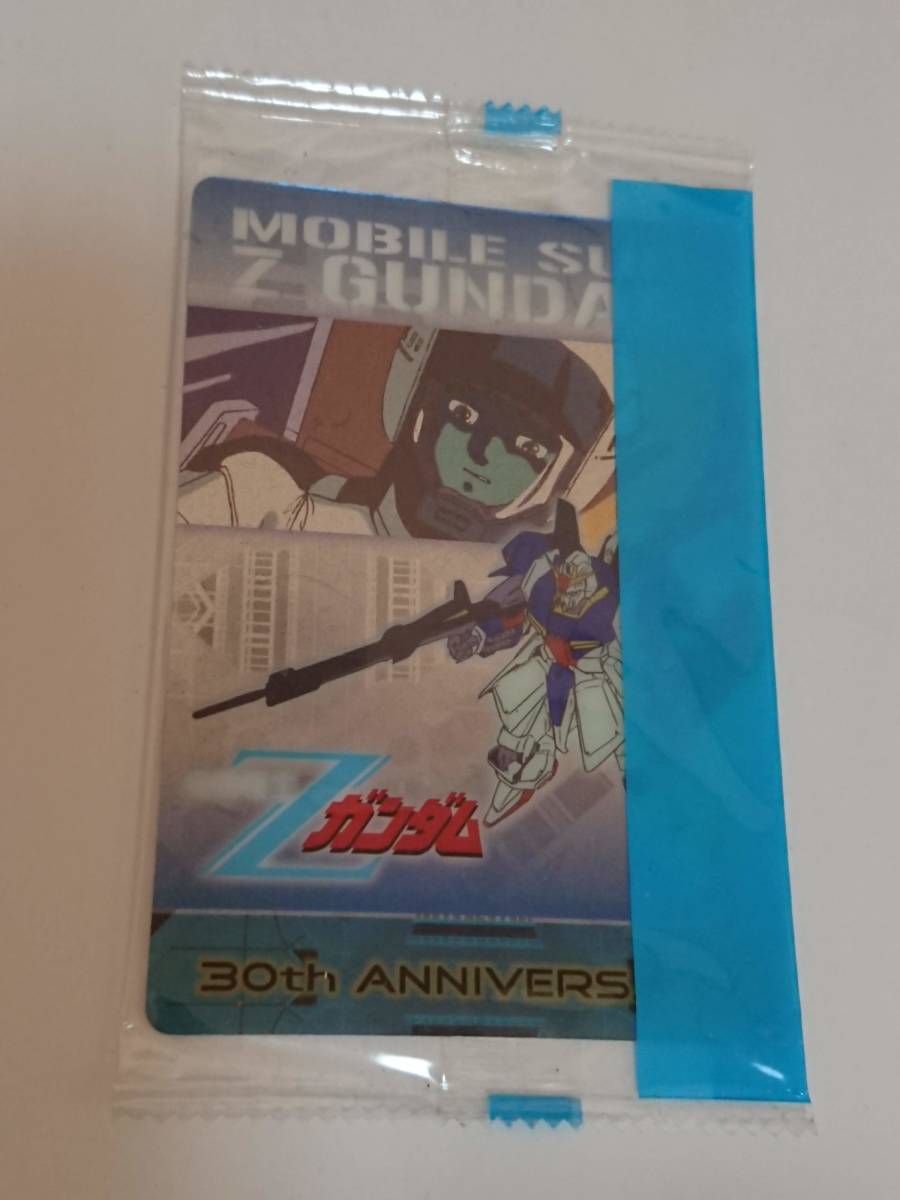 MOBILE SU
Z GUNDA
Z
ガンダム
30th ANNIVERS